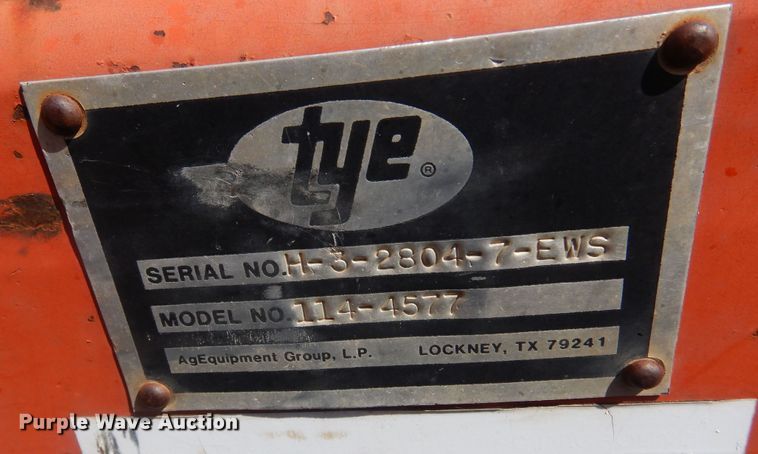 tye ®
SERIAL NO. H-3-2804-7-EWS
MODEL NO. 114-4577
AgEquipment Group, L.P. LOCKNEY, TX 79241
Purple Wave Auction